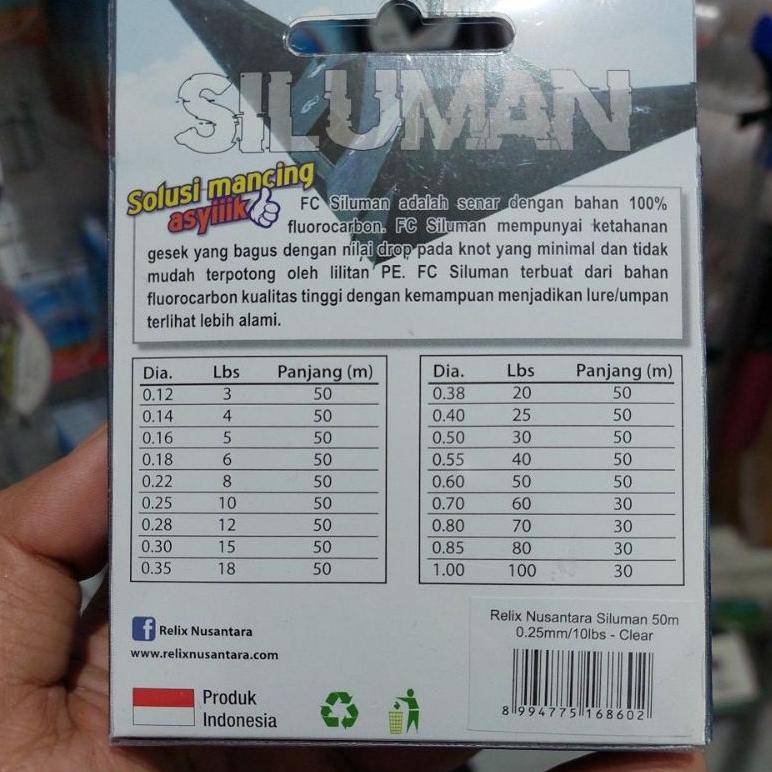 SILUMAN
Solusi mancing
asyiiik
FC Siluman adalah senar dengan bahan 100%
fluorocarbon. FC Siluman mempunyai ketahanan
gesek yang bagus dengan nilai drop pada knot yang minimal dan tidak
mudah terpotong oleh lilitan PE. FC Siluman terbuat dari bahan
fluorocarbon kualitas tinggi dengan kemampuan menjadikan lure/umpan
terlihat lebih alami.
Dia. Lbs Panjang (m)
0.12 3 50
0.14 4 50
0.16 5 50
0.18 6 50
0.22 8 50
0.25 10 50
0.28 12 50
0.30 15 50
0.35 18 50
Dia. Lbs Panjang (m)
0.38 20 50
0.40 25 50
0.50 30 50
0.55 40 50
0.60 50 50
0.70 60 30
0.80 70 30
0.85 80 30
1.00 100 30
f Relix Nusantara
www.relixnusantara.com
Produk
Indonesia
Relix Nusantara Siluman 50m
0.25mm/10lbs - Clear
8 994775 168602